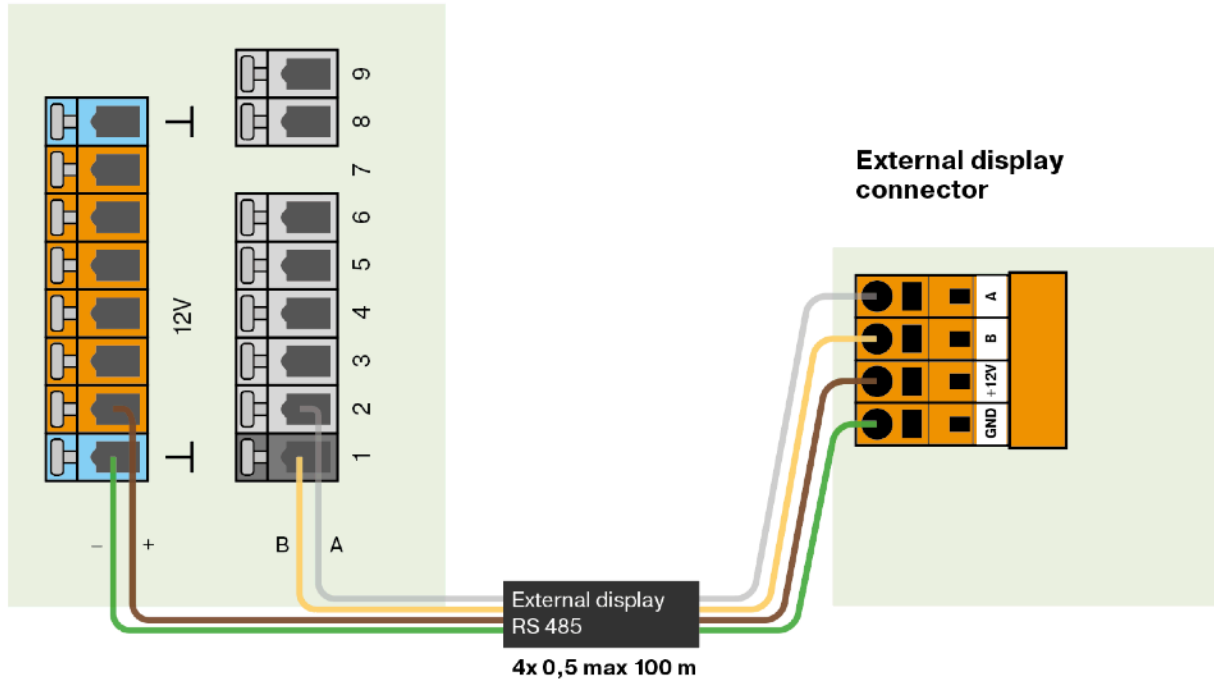 9
8
7
6
5
4
3
2
1
12V
– +
B A
External display
RS 485
4x 0,5 max 100 m
External display
connector
A
B
+12V
GND